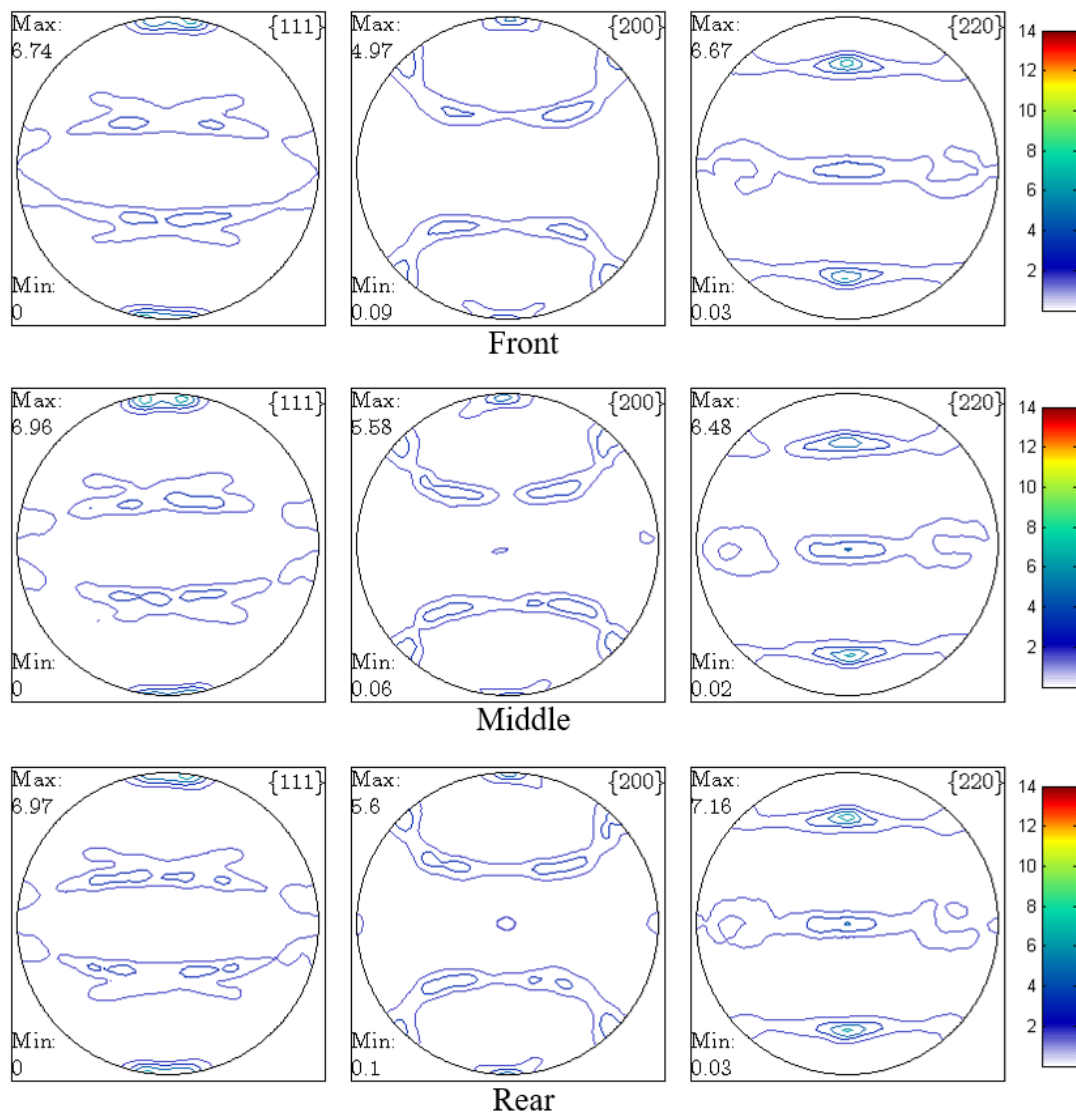 Max: {111} Max: {200} Max: {220} 14
6.74 4.97 6.67 12
10
8
6
4
Min: Min: Min: 2
0 0.09 0.03
Front
Max: {111} Max: {200} Max: {220} 14
6.96 5.58 6.48 12
10
8
6
4
Min: Min: Min: 2
0 0.06 0.02
Middle
Max: {111} Max: {200} Max: {220} 14
6.97 5.6 7.16 12
10
8
6
4
Min: Min: Min: 2
0 0.1 0.03
Rear